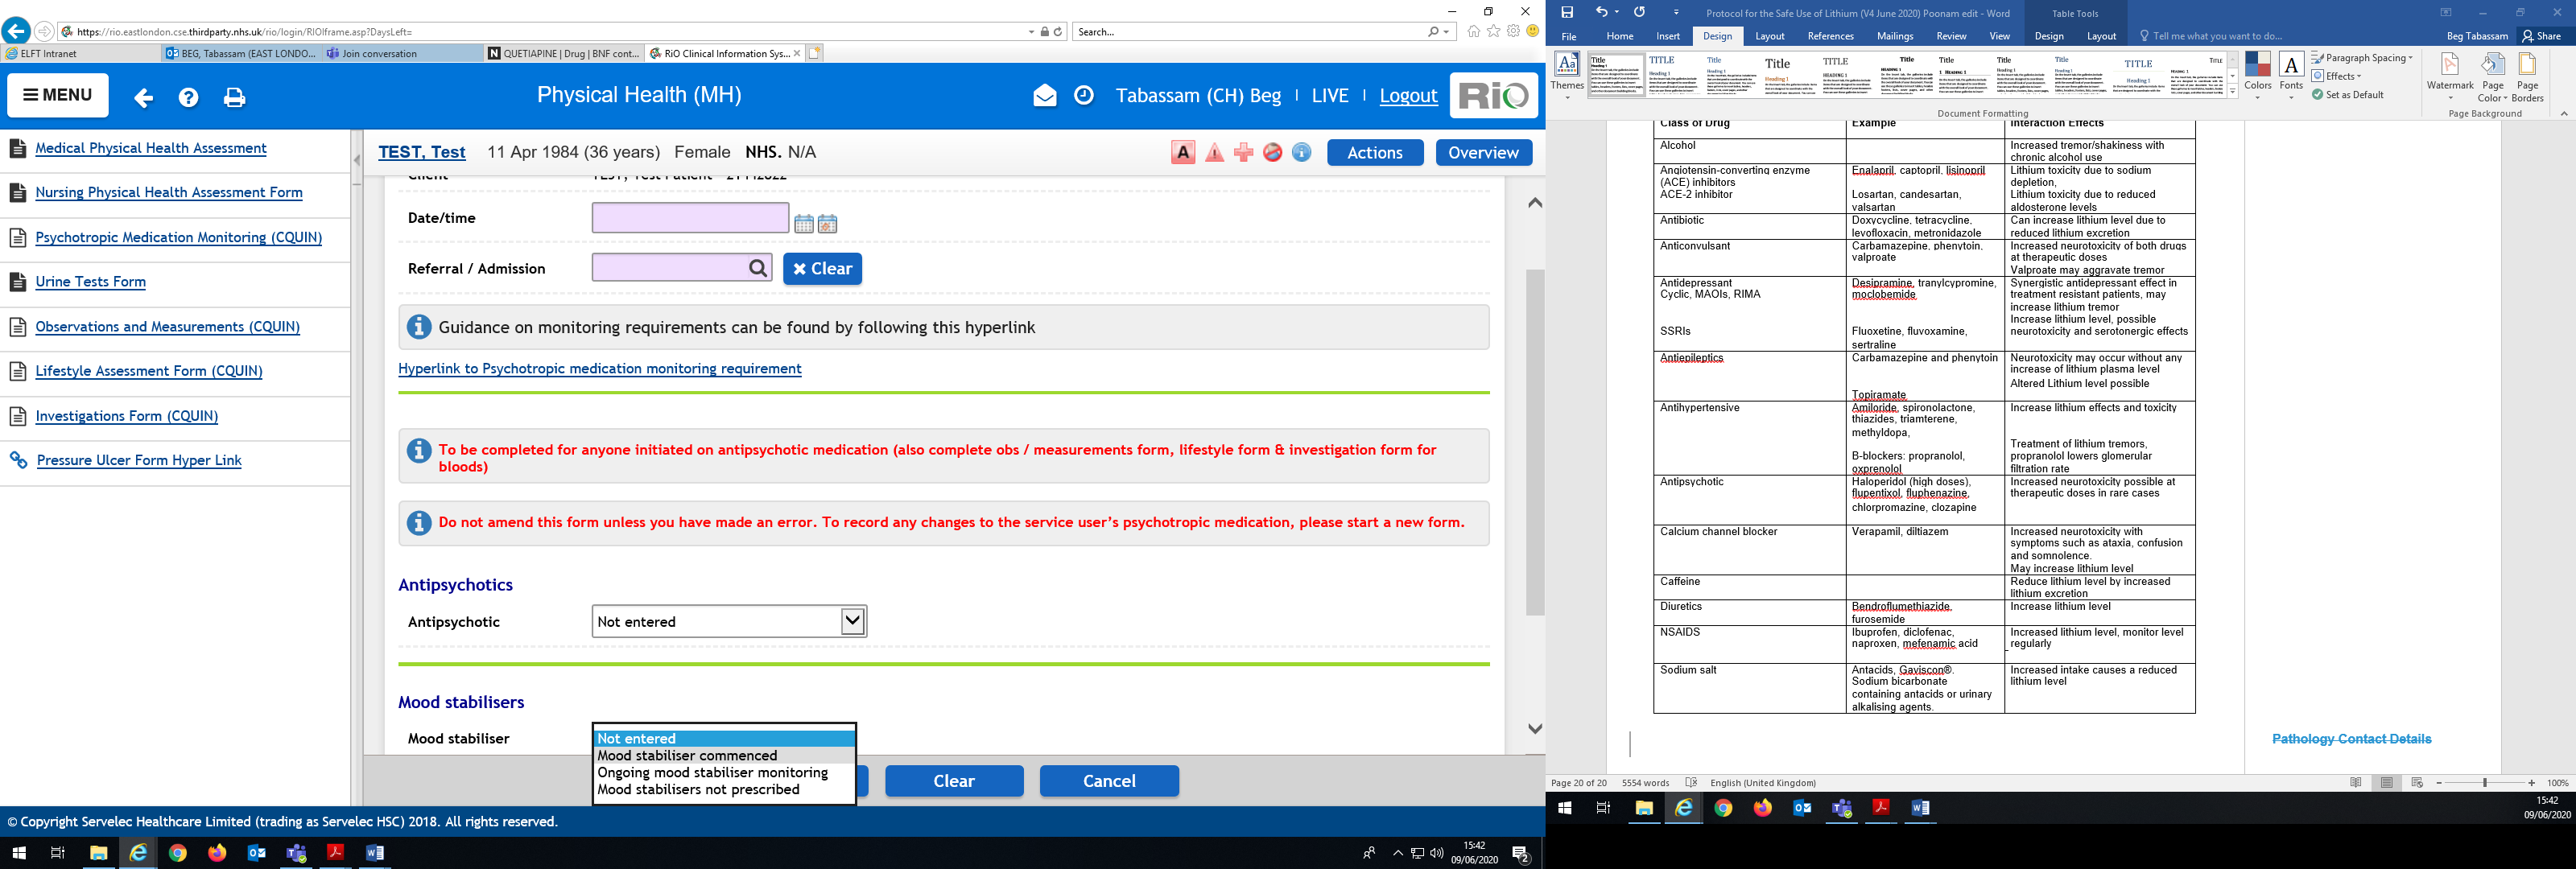 https://rio.eastlondon.cse.thirdparty.nhs.uk/rio/login/RIOIframe.asp?DaysLeft=
Search...
ELFT Intranet
BEG, Tabassam (EAST LONDO...
Join conversation
QUETIAPINE | Drug | BNF cont...
RiO Clinical Information Sys...
MENU
Physical Health (MH)
Tabassam (CH) Beg
LIVE
Logout
RiO
Medical Physical Health Assessment
Nursing Physical Health Assessment Form
Psychotropic Medication Monitoring (CQUIN)
Urine Tests Form
Observations and Measurements (CQUIN)
Lifestyle Assessment Form (CQUIN)
Investigations Form (CQUIN)
Pressure Ulcer Form Hyper Link
TEST, Test 11 Apr 1984 (36 years) Female NHS. N/A
A
Actions
Overview
Client
Date/time
Referral / Admission
Clear
Guidance on monitoring requirements can be found by following this hyperlink
Hyperlink to Psychotropic medication monitoring requirement
To be completed for anyone initiated on antipsychotic medication (also complete obs / measurements form, lifestyle form & investigation form for
bloods)
Do not amend this form unless you have made an error. To record any changes to the service user's psychotropic medication, please start a new form.
Antipsychotics
Antipsychotic
Not entered
Mood stabilisers
Mood stabiliser
Not entered
Mood stabiliser commenced
Ongoing mood stabiliser monitoring
Mood stabilisers not prescribed
Clear
Cancel
© Copyright Servelec Healthcare Limited (trading as Servelec HSC) 2018. All rights reserved.
15:42
09/06/2020
2
Protocol for the Safe Use of Lithium (V4 June 2020) Poonam edit - Word
Table Tools
File Home Insert Design Layout References Mailings Review View Design Layout
Tell me what you want to do...
Beg Tabassam
Share
Themes
Colors
Fonts
Paragraph Spacing
Effects
Set as Default
Watermark
Page
Color
Page
Borders
Document Formatting
Page Background
Class of Drug Example Interaction Effects
Alcohol
Increased tremor/shakiness with
chronic alcohol use
Angiotensin-converting enzyme
(ACE) inhibitors
ACE-2 inhibitor
Enalapril, captopril, lisinopril
Losartan, candesartan,
valsartan
Lithium toxicity due to sodium
depletion,
Lithium toxicity due to reduced
aldosterone levels
Antibiotic
Doxycycline, tetracycline,
levofloxacin, metronidazole
Can increase lithium level due to
reduced lithium excretion
Anticonvulsant
Carbamazepine, phenytoin,
valproate
Increased neurotoxicity of both drugs
at therapeutic doses
Valproate may aggravate tremor
Antidepressant
Cyclic, MAOIs, RIMA
SSRIs
Desipramine, tranylcypromine,
moclobemide
Fluoxetine, fluvoxamine,
sertraline
Synergistic antidepressant effect in
treatment resistant patients, may
increase lithium tremor
Increase lithium level, possible
neurotoxicity and serotonergic effects
Antiepileptics
Carbamazepine and phenytoin
Topiramate
Neurotoxicity may occur without any
increase of lithium plasma level
Altered Lithium level possible
Antihypertensive
Amiloride, spironolactone,
thiazides, triamterene,
methyldopa,
B-blockers: propranolol,
oxprenolol
Increase lithium effects and toxicity
Treatment of lithium tremors,
propranolol lowers glomerular
filtration rate
Antipsychotic
Haloperidol (high doses),
flupentixol, fluphenazine,
chlorpromazine, clozapine
Increased neurotoxicity possible at
therapeutic doses in rare cases
Calcium channel blocker
Verapamil, diltiazem
Increased neurotoxicity with
symptoms such as ataxia, confusion
and somnolence.
May increase lithium level
Caffeine
Reduce lithium level by increased
lithium excretion
Diuretics
Bendroflumethiazide
furosemide
Increase lithium level
NSAIDS
Ibuprofen, diclofenac,
naproxen, mefenamic acid
Increased lithium level, monitor level
regularly
Sodium salt
Antacids, Gaviscon®.
Sodium bicarbonate
containing antacids or urinary
alkalising agents.
Increased intake causes a reduced
lithium level
Pathology Contact Details
Page 20 of 20 5554 words English (United Kingdom)
100%
15:42
09/06/2020